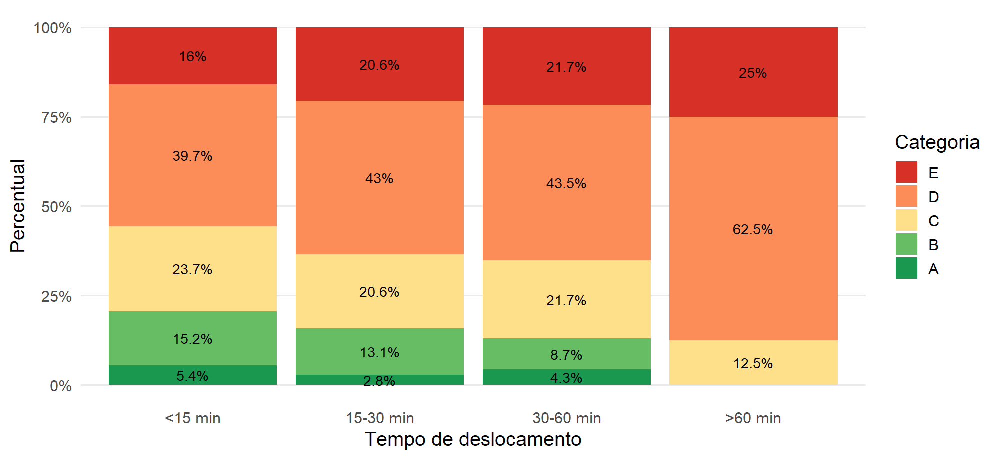 100%
75%
50%
25%
0%
Percentual
16%
39.7%
23.7%
15.2%
5.4%
20.6%
43%
20.6%
13.1%
2.8%
21.7%
43.5%
21.7%
8.7%
4.3%
25%
62.5%
12.5%
<15 min
15-30 min
30-60 min
>60 min
Tempo de deslocamento
Categoria
E
D
C
B
A